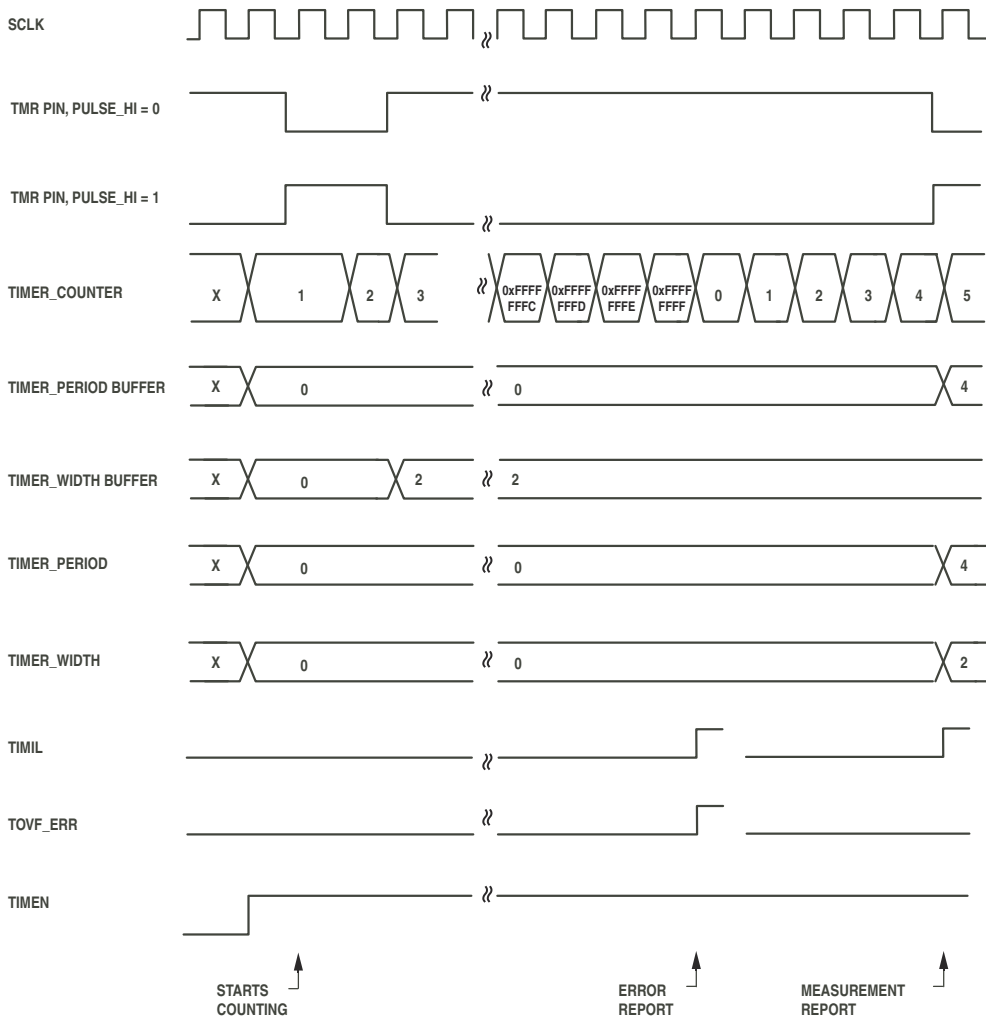 SCLK
TMR PIN, PULSE_HI = 0
TMR PIN, PULSE_HI = 1
TIMER_COUNTER X 1 2 3 0xFFFF FFFC 0xFFFF FFFD 0xFFFF FFFE 0xFFFF FFFF 0 1 2 3 4 5
TIMER_PERIOD BUFFER X 0 0 4
TIMER_WIDTH BUFFER X 0 2 2
TIMER_PERIOD X 0 0 4
TIMER_WIDTH X 0 0 2
TIMIL
TOVF_ERR
TIMEN
STARTS
COUNTING
ERROR
REPORT
MEASUREMENT
REPORT